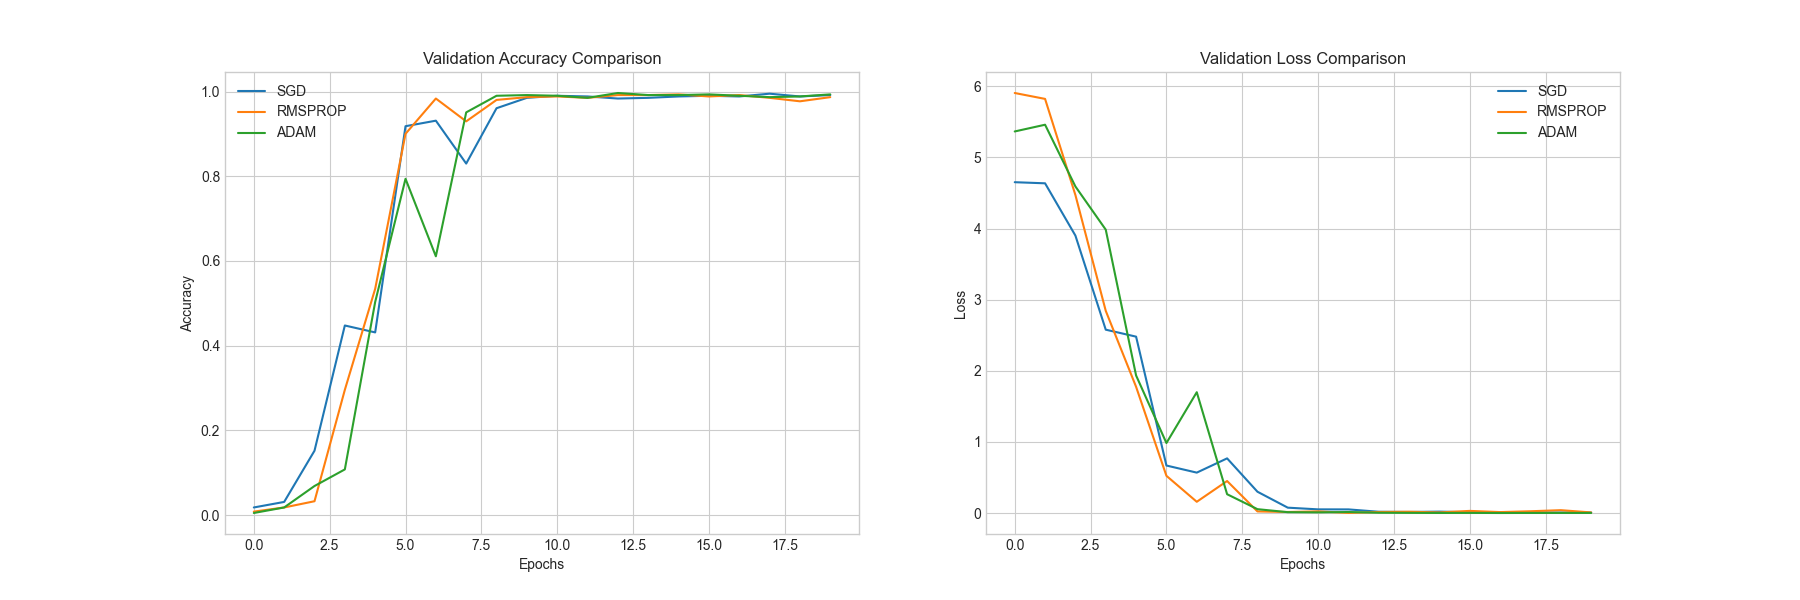 Validation Accuracy Comparison
SGD
RMSPROP
ADAM
1.0
0.8
0.6
0.4
0.2
0.0
Accuracy
0.0 2.5 5.0 7.5 10.0 12.5 15.0 17.5
Epochs
Validation Loss Comparison
SGD
RMSPROP
ADAM
6
5
4
3
2
1
0
Loss
0.0 2.5 5.0 7.5 10.0 12.5 15.0 17.5
Epochs